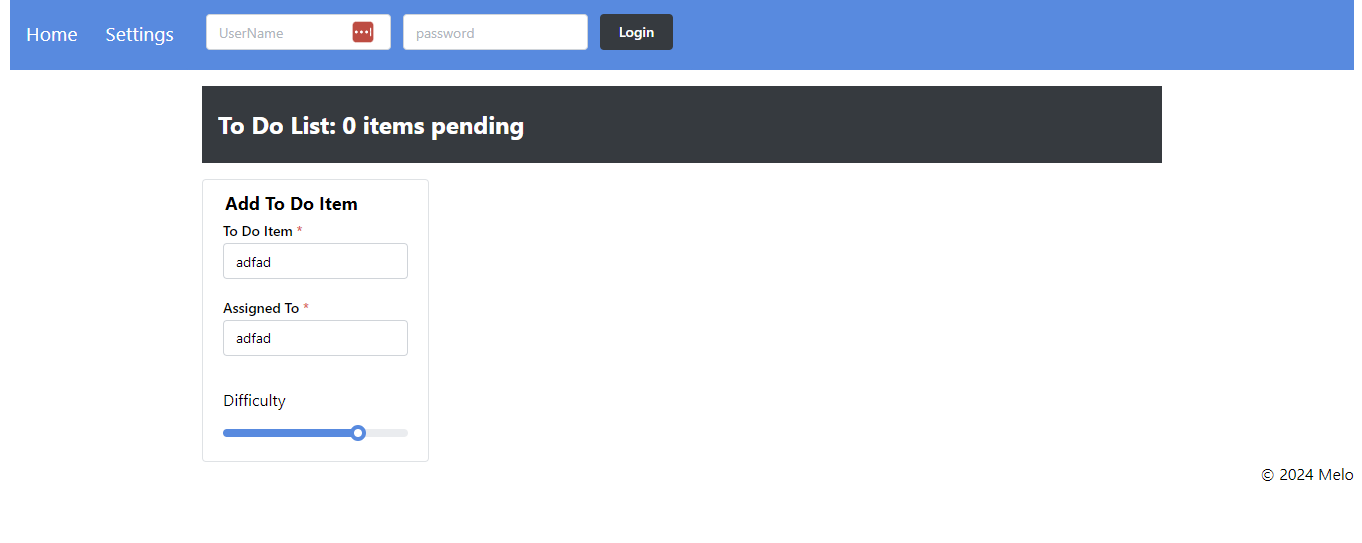 Home Settings UserName password Login
To Do List: 0 items pending
Add To Do Item
To Do Item *
adfad
Assigned To *
adfad
Difficulty
© 2024 Melo